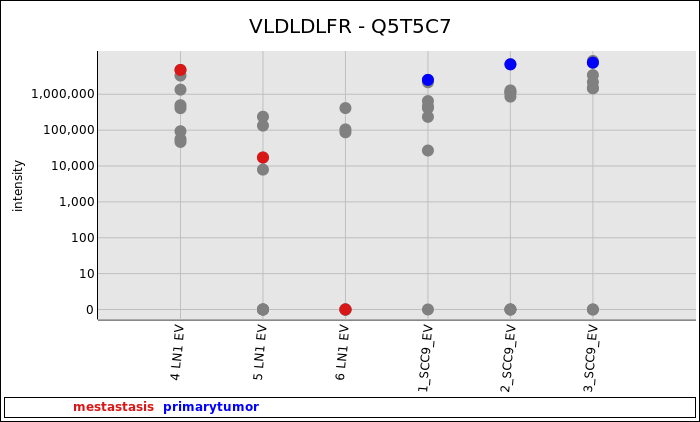 VLDLDLFR - Q5T5C7
intensity
1,000,000
100,000
10,000
1,000
100
10
0
4 LN1 EV
5 LN1 EV
6 LN1 EV
1_SCC9_EV
2_SCC9_EV
3_SCC9_EV
mestastasis primarytumor